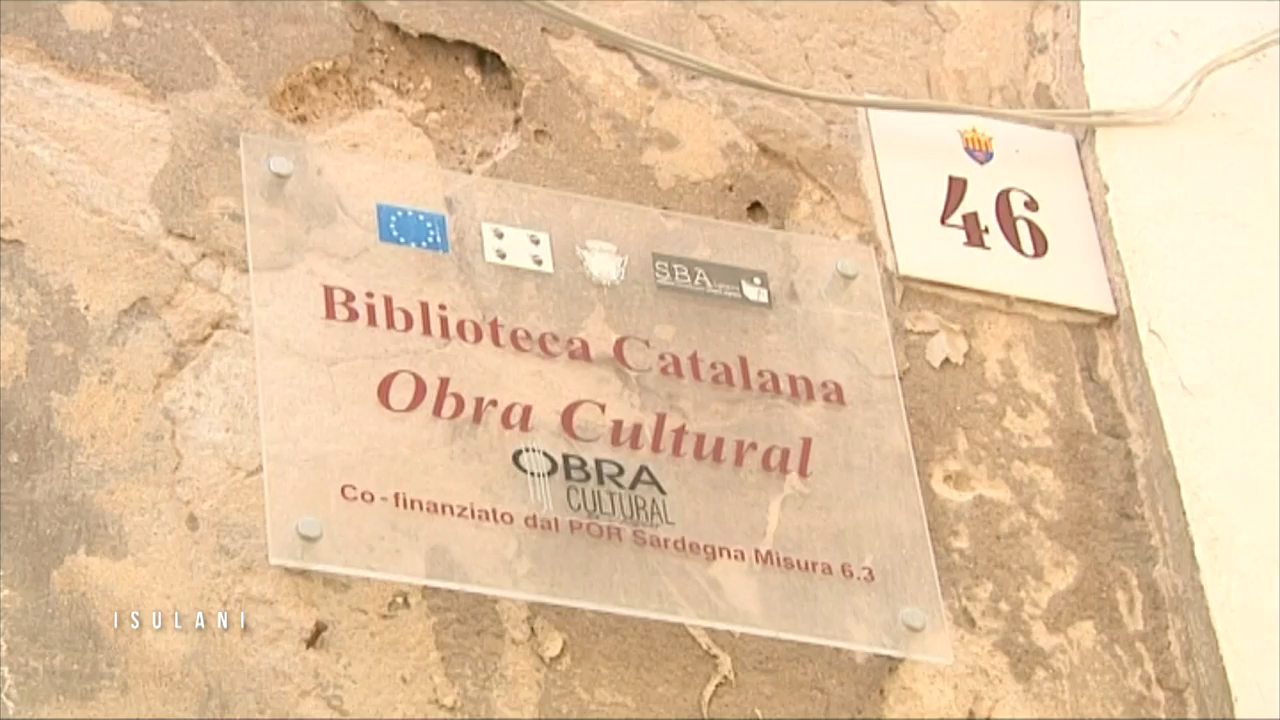 46
SBA
Biblioteca Catalana
Obra Cultural
OBRA
CULTURAL
Co-finanziato dal POR Sardegna Misura 6.3
ISULANI